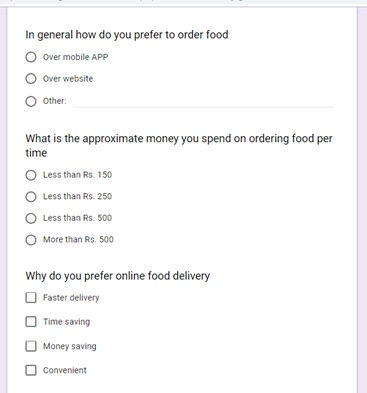 In general how do you prefer to order food
Over mobile APP
Over website
Other:
What is the approximate money you spend on ordering food per
time
Less than Rs. 150
Less than Rs. 250
Less than Rs. 500
More than Rs. 500
Why do you prefer online food delivery
Faster delivery
Time saving
Money saving
Convenient